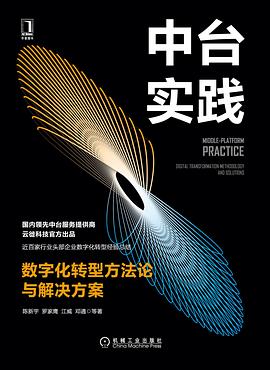 中台
实践
MIDDLE-PLATFORM
PRACTICE
DIGITAL TRANSFORMATION METHODOLOGY
AND SOLUTIONS
国内领先中台服务提供商
云徙科技官方出品
近百家行业头部企业数字化转型经验总结
数字化转型方法论
与解决方案
陈新宇 罗家鹰 江威 邓通 等著
机械工业出版社
China Machine Press